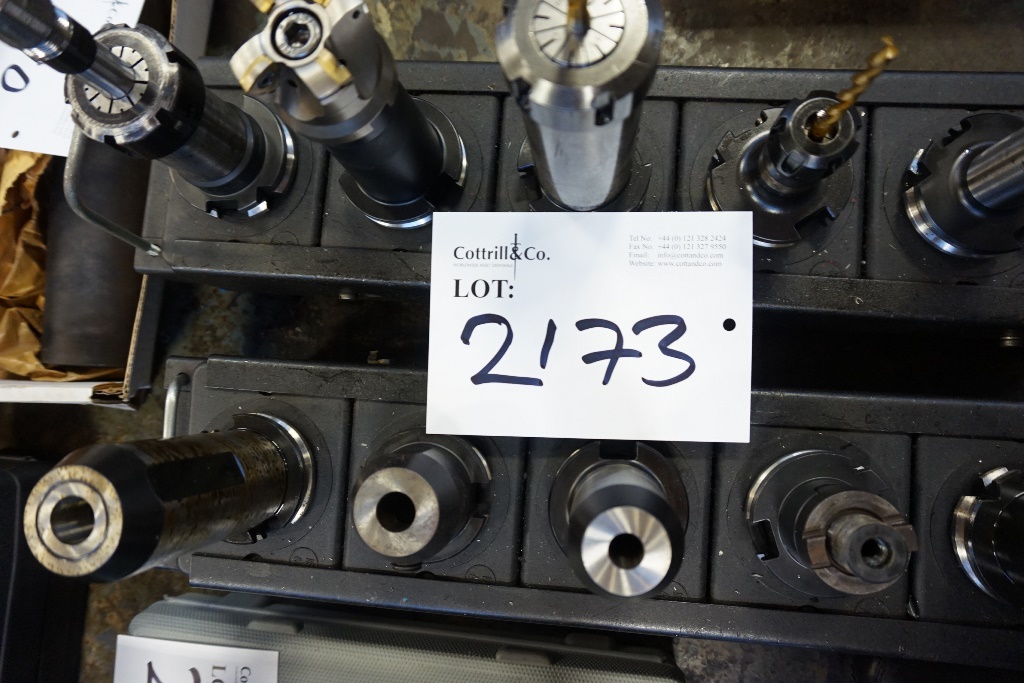 Cottrill&Co.
Tel No: +44 (0) 121 328 2424
Fax No: +44 (0) 121 327 9550
Email: info@cottandco.com
Website: www.cottandco.com
LOT:
2173